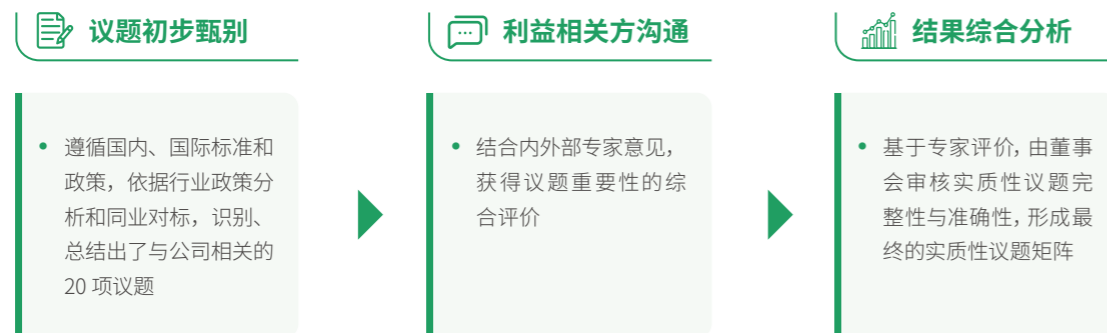 议题初步甄别
遵循国内、国际标准和
政策，依据行业政策分
析和同业对标，识别、
总结出了与公司相关的
20 项议题
利益相关方沟通
结合内外部专家意见，
获得议题重要性的综
合评价
结果综合分析
基于专家评价，由董事
会审核实质性议题完
整性与准确性，形成最
终的实质性议题矩阵